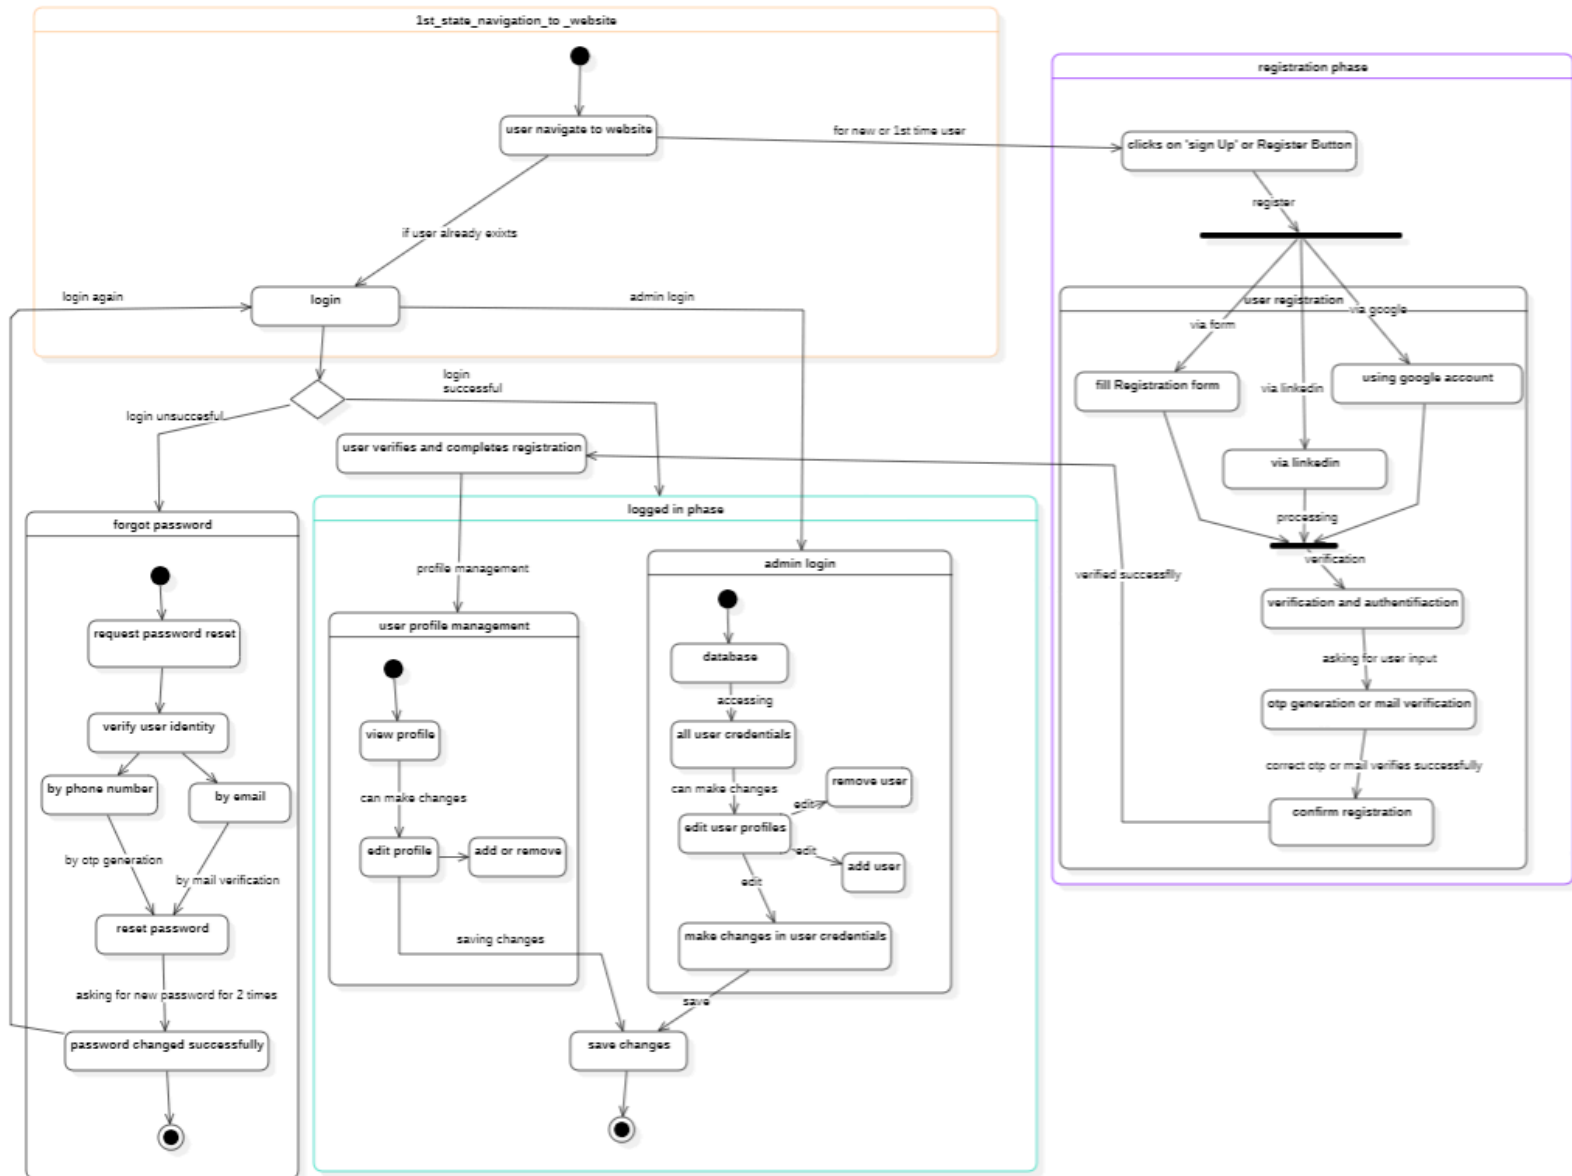 1st_state_navigation_to _website
user navigate to website
for new or 1st time user
if user already exixts
login again
login
admin login
login
successful
login unsuccesful
user verifies and completes registration
registration phase
clicks on 'sign Up' or Register Button
register
user registration
via google
via form
fill Registration form
via linkedin
using google account
via linkedin
processing
verification
verification and authentifiaction
asking for user input
otp generation or mail verification
correct otp or mail verifies successfully
confirm registration
verified successflly
forgot password
request password reset
verify user identity
by phone number
by email
by otp generation
by mail verification
reset password
asking for new password for 2 times
password changed successfully
logged in phase
profile management
user profile management
view profile
can make changes
edit profile
add or remove
saving changes
admin login
database
accessing
all user credentials
can make changes
remove user
edit
edit user profiles
edit
add user
edit
make changes in user credentials
save
save changes